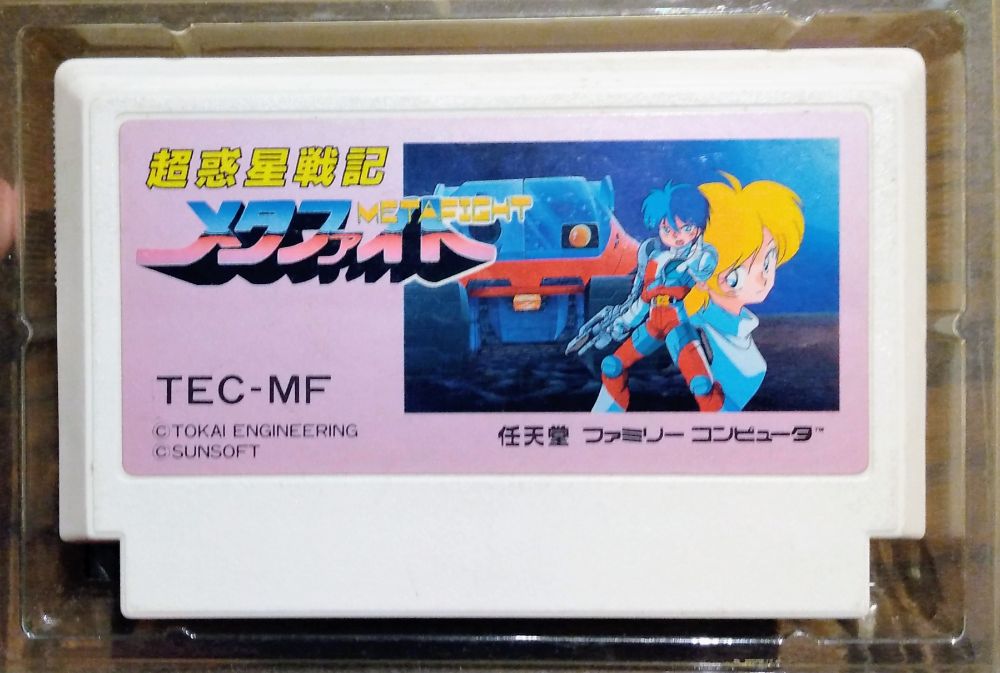 超惑星戦記
METAFIGHT
メタファイト
TEC-MF
©TOKAI ENGINEERING
©SUNSOFT
任天堂 ファミリー コンピュータ™